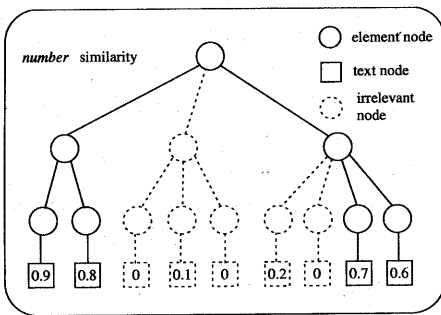 number similarity
element node
text node
irrelevant
node
0.9 0.8 0 0.1 0 0.2 0 0.7 0.6